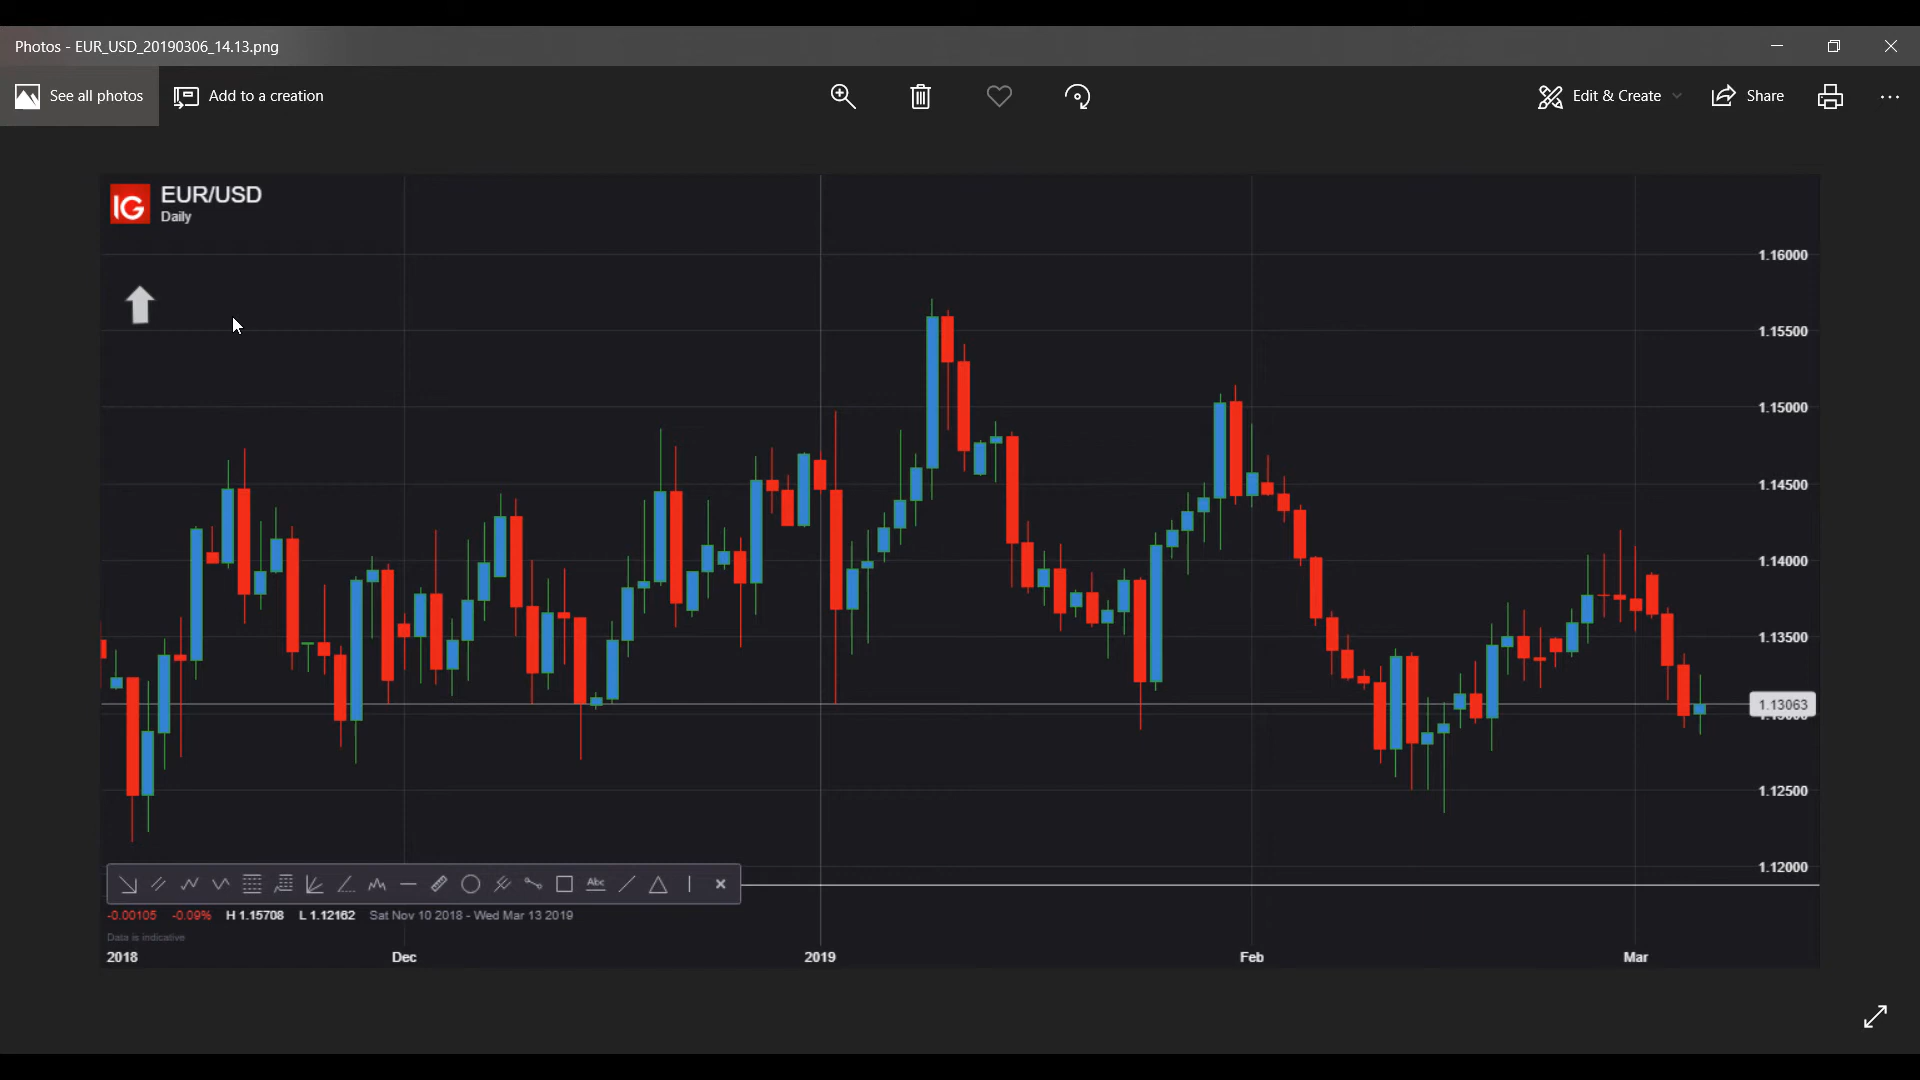 Photos - EUR_USD_20190306_14.13.png
See all photos
Add to a creation
Edit & Create
Share
IG
EUR/USD
Daily
1.16000
1.15500
1.15000
1.14500
1.14000
1.13500
1.13063
1.13000
1.12500
1.12000
Abc
-0.00105 -0.09% H 1.15708 L 1.12162 Sat Nov 10 2018 - Wed Mar 13 2019
Data is indicative
2018 Dec 2019 Feb Mar